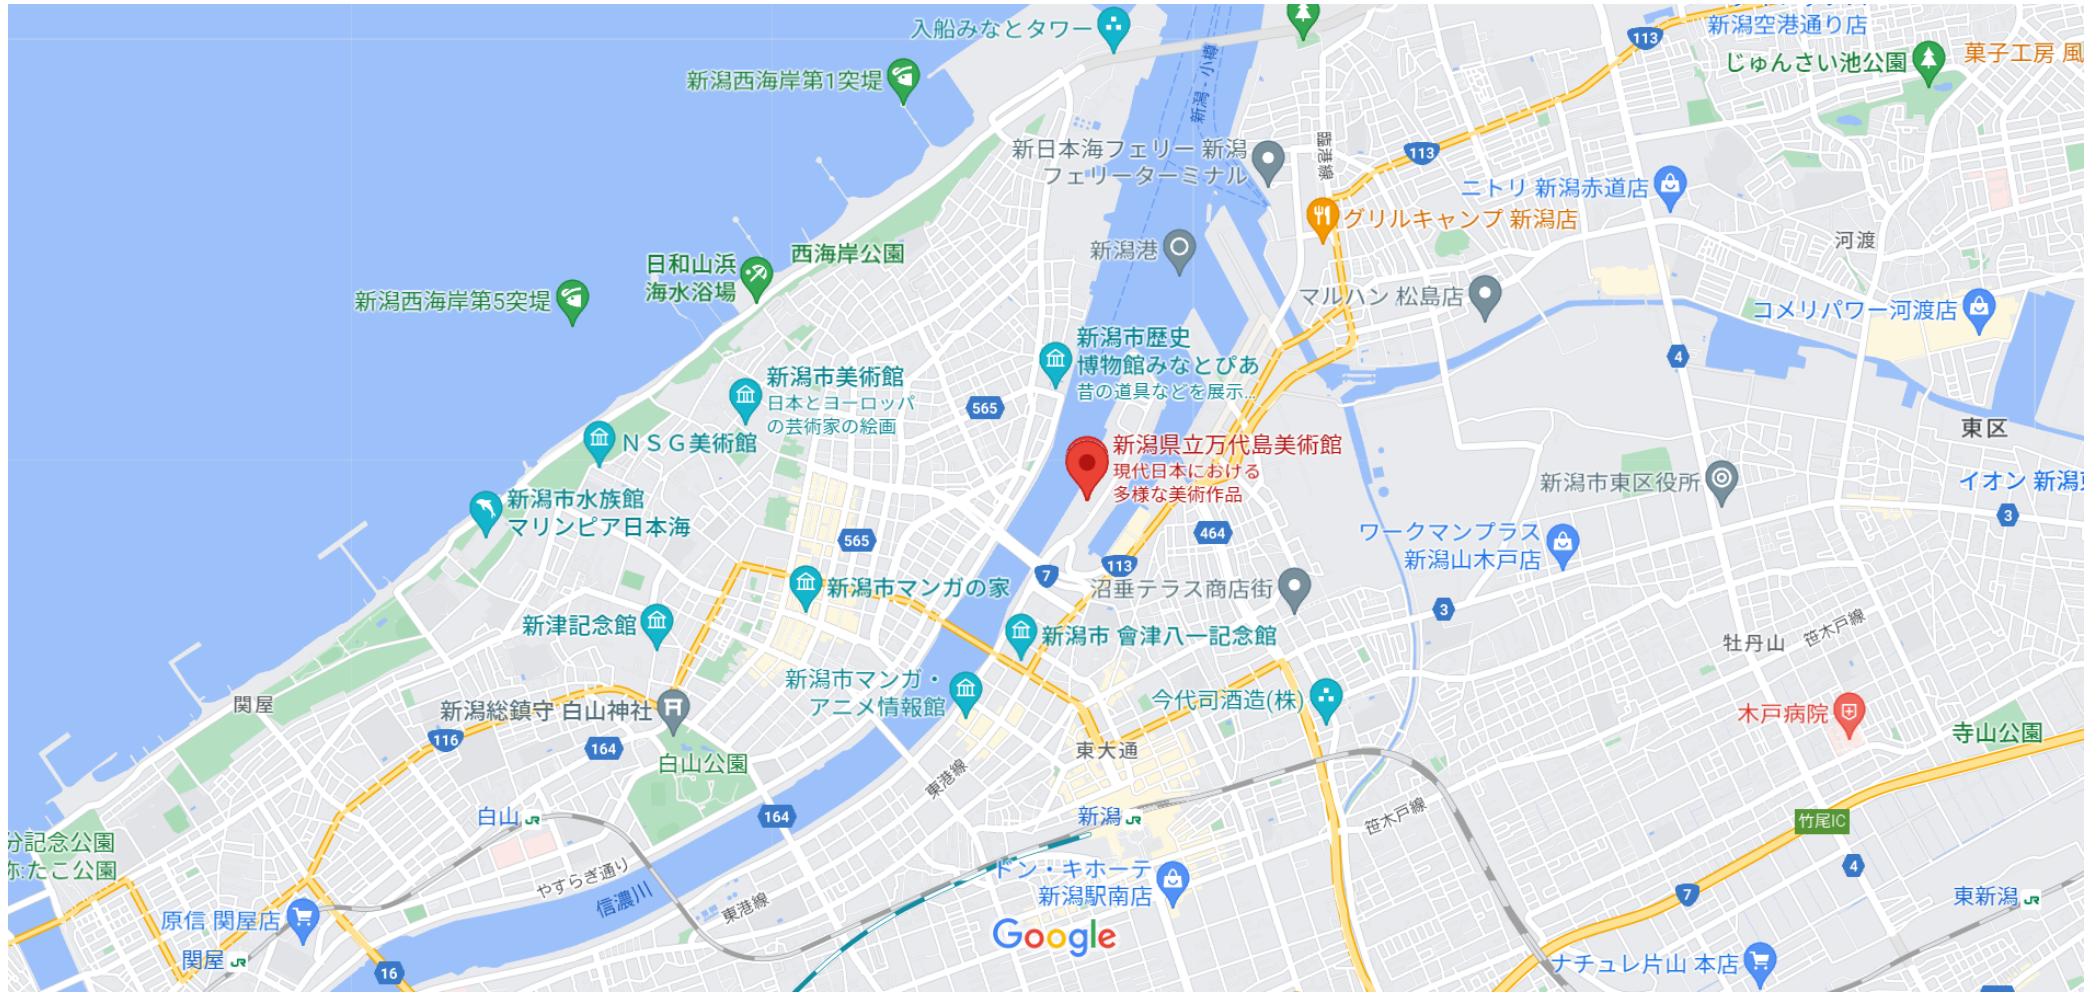 入船みなとタワー
新潟空港通り店
113
じゅんさい池公園
菓子工房 風
新潟西海岸第1突堤
新潟 - 小樽
新日本海フェリー 新潟
フェリーターミナル
臨港線
113
ニトリ 新潟赤道店
グリルキャンプ 新潟店
河渡
西海岸公園
新潟港
日和山浜
海水浴場
新潟西海岸第5突堤
マルハン 松島店
コメリパワー河渡店
新潟市歴史
博物館みなとぴあ
昔の道具などを展示...
4
新潟市美術館
日本とヨーロッパ
の芸術家の絵画
565
NSG美術館
新潟県立万代島美術館
現代日本における
多様な美術作品
東区
新潟市東区役所
イオン 新潟東
新潟市水族館
マリンピア日本海
565
464
ワークマンプラス
新潟山木戸店
3
7
113
新潟市マンガの家
沼垂テラス商店街
3
新津記念館
新潟市 會津八一記念館
牡丹山
笹木戸線
関屋
新潟市マンガ・
アニメ情報館
今代司酒造(株)
新潟総鎮守 白山神社
木戸病院
寺山公園
116
164
東大通
白山公園
東港線
白山 JR
164
新潟 JR
笹木戸線
竹尾IC
分記念公園
弥:たこ公園
4
やすらぎ通り
信濃川
東港線
ドン・キホーテ
新潟駅南店
7
東新潟 JR
原信 関屋店
Google
関屋 JR
16
ナチュレ片山 本店